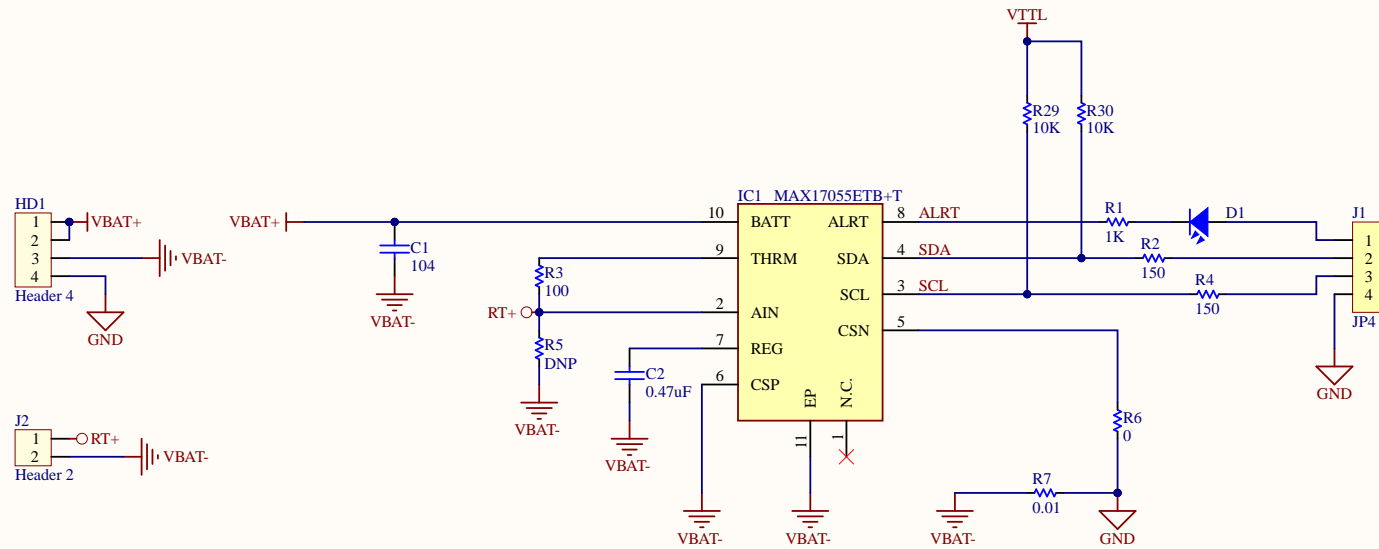 VTTL
R29
10K
R30
10K
HD1
1
2
3
4
Header 4
VBAT+
VBAT-
GND
VBAT+
C1
104
VBAT-
IC1 MAX17055ETB+T
10 BATT
9 THRM
2 AIN
7 REG
6 CSP
ALRT 8
SDA 4
SCL 3
CSN 5
EP
11
N.C.
1
ALRT
SDA
SCL
R1
1K
D1
R2
150
R4
150
J1
1
2
3
4
JP4
GND
R3
100
RT+
R5
DNP
VBAT-
C2
0.47uF
VBAT-
J2
1
2
Header 2
RT+
VBAT-
VBAT-
VBAT-
R6
0
R7
0.01
VBAT-
GND